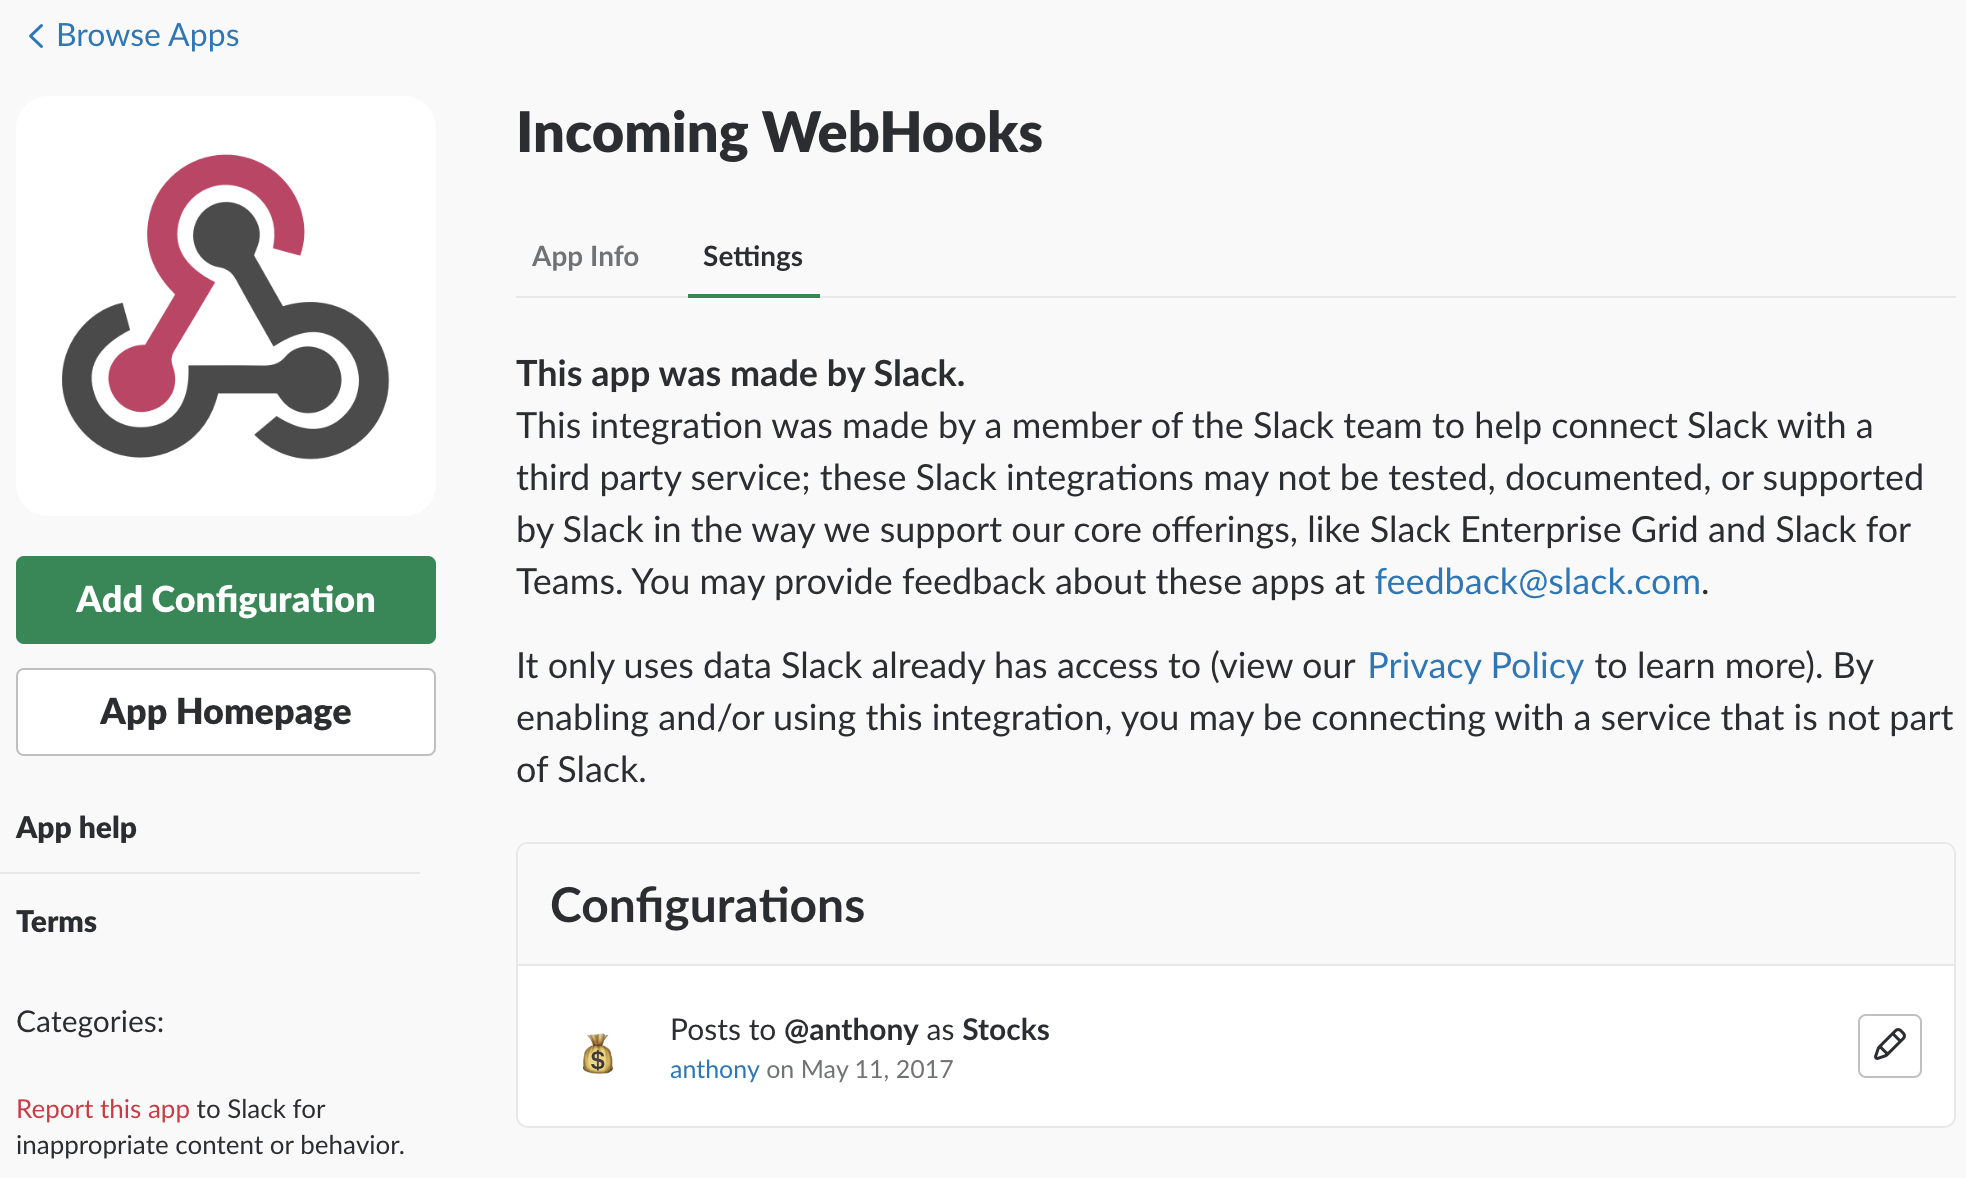 Browse Apps
Incoming WebHooks
App Info
Settings
This app was made by Slack.
This integration was made by a member of the Slack team to help connect Slack with a
third party service; these Slack integrations may not be tested, documented, or supported
by Slack in the way we support our core offerings, like Slack Enterprise Grid and Slack for
Teams. You may provide feedback about these apps at feedback@slack.com.
It only uses data Slack already has access to (view our Privacy Policy to learn more). By
enabling and/or using this integration, you may be connecting with a service that is not part
of Slack.
Add Configuration
App Homepage
App help
Terms
Categories:
Report this app to Slack for
inappropriate content or behavior.
Configurations
$
Posts to @anthony as Stocks
anthony on May 11, 2017